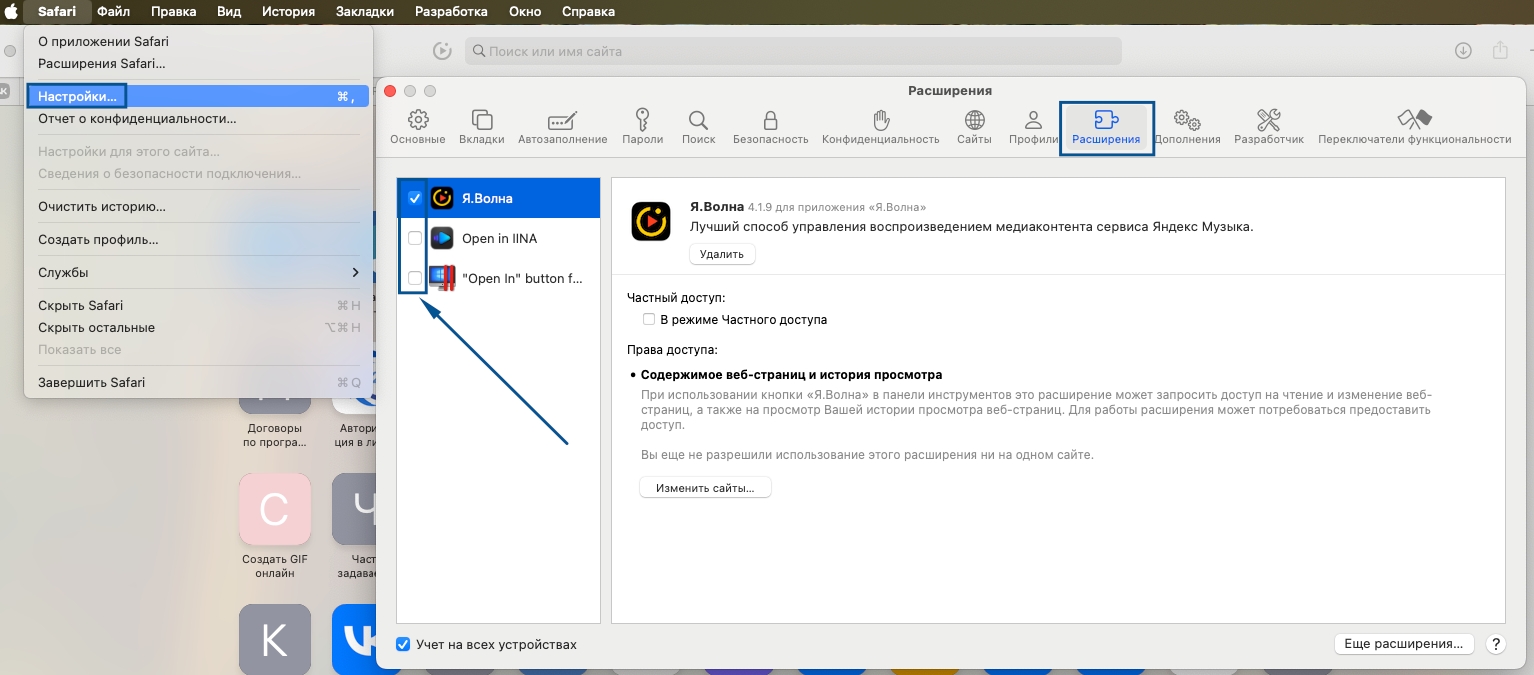 Safari Файл Правка Вид История Закладки Разработка Окно Справка
О приложении Safari
Расширения Safari...
Настройки... ⌘ ,
Отчет о конфиденциальности...
Настройки для этого сайта...
Сведения о безопасности подключения...
Очистить историю...
Создать профиль...
Службы
Скрыть Safari ⌘ H
Скрыть остальные ⌥⌘ H
Показать все
Завершить Safari ⌘ Q
Поиск или имя сайта
Договоры
по програ...
Создать GIF
онлайн
С
Ч
К
Расширения
Основные Вкладки Автозаполнение Пароли Поиск Безопасность Конфиденциальность Сайты Профили Расширения Дополнения Разработчик Переключатели функциональности
Я.Волна
Open in IINA
"Open In" button f...
Я.Волна 4.1.9 для приложения «Я.Волна»
Лучший способ управления воспроизведением медиаконтента сервиса Яндекс Музыка.
Удалить
Частный доступ:
В режиме Частного доступа
Права доступа:
• Содержимое веб-страниц и история просмотра
При использовании кнопки «Я.Волна» в панели инструментов это расширение может запросить доступ на чтение и изменение веб-
страниц, а также на просмотр Вашей истории просмотра веб-страниц. Для работы расширения может потребоваться предоставить
доступ.
Вы еще не разрешили использование этого расширения ни на одном сайте.
Изменить сайты...
Учет на всех устройствах
Еще расширения... ?